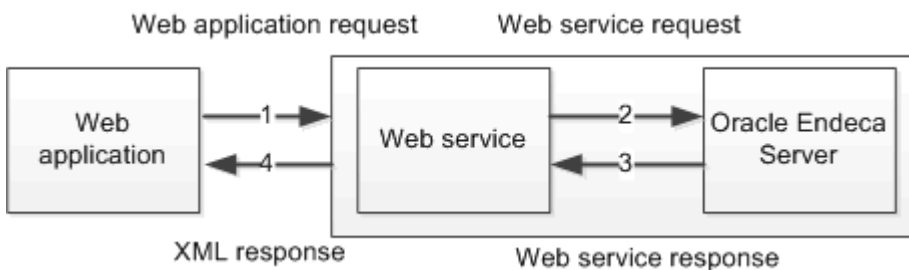 Web application request
Web service request
Web
application
1
4
Web service
2
3
Oracle Endeca
Server
XML response
Web service response